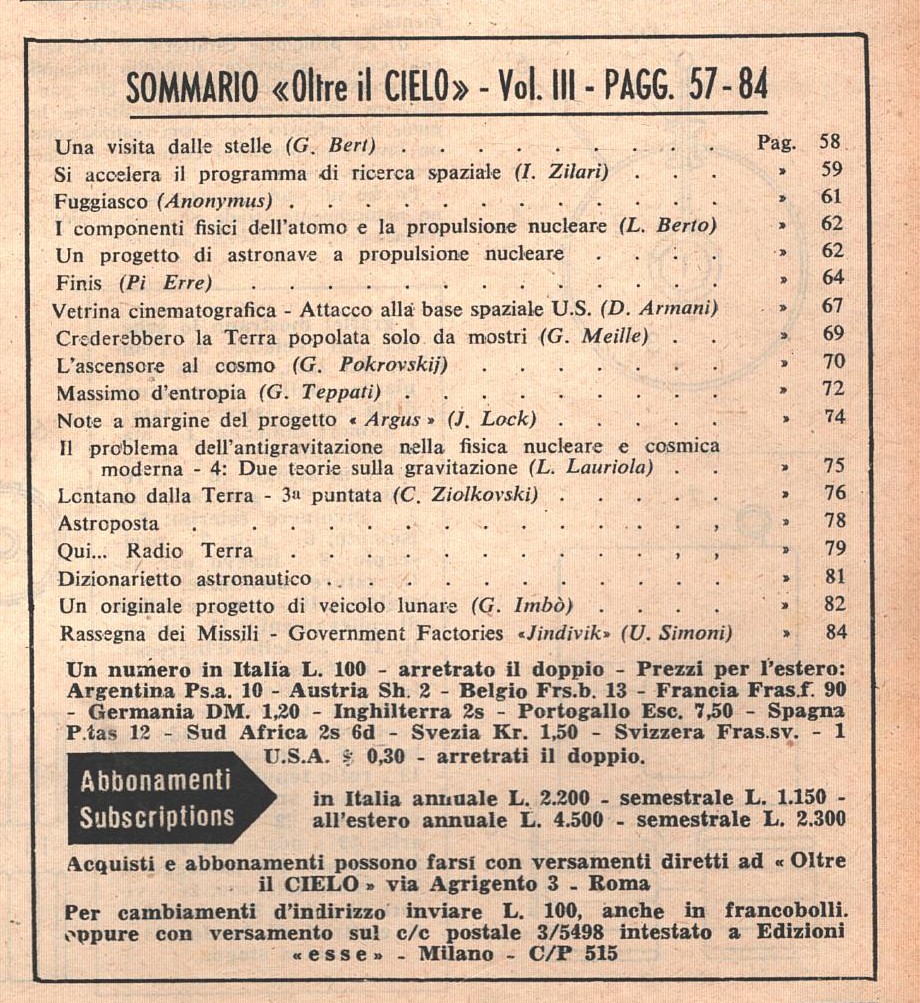 SOMMARIO «Oltre il CIELO» - Vol. III - PAGG. 57-84
Una visita dalle stelle (G. Bert) . . . . . . . . . Pag. 58
Si accelera il programma di ricerca spaziale (I. Zilari) . . . » 59
Fuggiasco (Anonymus) . . . . . . . . . . . . » 61
I componenti fisici dell'atomo e la propulsione nucleare (L. Berto) » 62
Un progetto di astronave a propulsione nucleare . . . . » 62
Finis (Pi Erre) . . . . . . . . . . . . . » 64
Vetrina cinematografica - Attacco alla base spaziale U.S. (D. Armani) » 67
Crederebbero la Terra popolata solo da mostri (G. Meille) . . » 69
L'ascensore al cosmo (G. Pokrovskij) . . . . . . . » 70
Massimo d'entropia (G. Teppati) . . . . . . . . . » 72
Note a margine del progetto « Argus » (J. Lock) . . . . . » 74
Il problema dell'antigravitazione nella fisica nucleare e cosmica
moderna - 4: Due teorie sulla gravitazione (L. Lauriola) . . » 75
Lontano dalla Terra - 3ª puntata (C. Ziolkovski) . . . . . » 76
Astroposta . . . . . . . . . . . . . . , » 78
Qui... Radio Terra . . . . . . . . . . , , » 79
Dizionarietto astronautico . . . . . . . . . . . » 81
Un originale progetto di veicolo lunare (G. Imbò) . . . . » 82
Rassegna dei Missili - Government Factories «Jindivik» (U. Simoni) » 84
Un numero in Italia L. 100 - arretrato il doppio - Prezzi per l'estero:
Argentina Ps.a. 10 - Austria Sh. 2 - Belgio Frs.b. 13 - Francia Fras.f. 90
- Germania DM. 1,20 - Inghilterra 2s - Portogallo Esc. 7,50 - Spagna
P.tas 12 - Sud Africa 2s 6d - Svezia Kr. 1,50 - Svizzera Fras.sv. - 1
U.S.A. $ 0,30 - arretrati il doppio.
Abbonamenti
Subscriptions
in Italia annuale L. 2.200 - semestrale L. 1.150 -
all'estero annuale L. 4.500 - semestrale L. 2.300
Acquisti e abbonamenti possono farsi con versamenti diretti ad « Oltre
il CIELO » via Agrigento 3 - Roma
Per cambiamenti d'indirizzo inviare L. 100, anche in francobolli.
oppure con versamento sul c/c postale 3/5498 intestato a Edizioni
« esse » - Milano - C/P 515